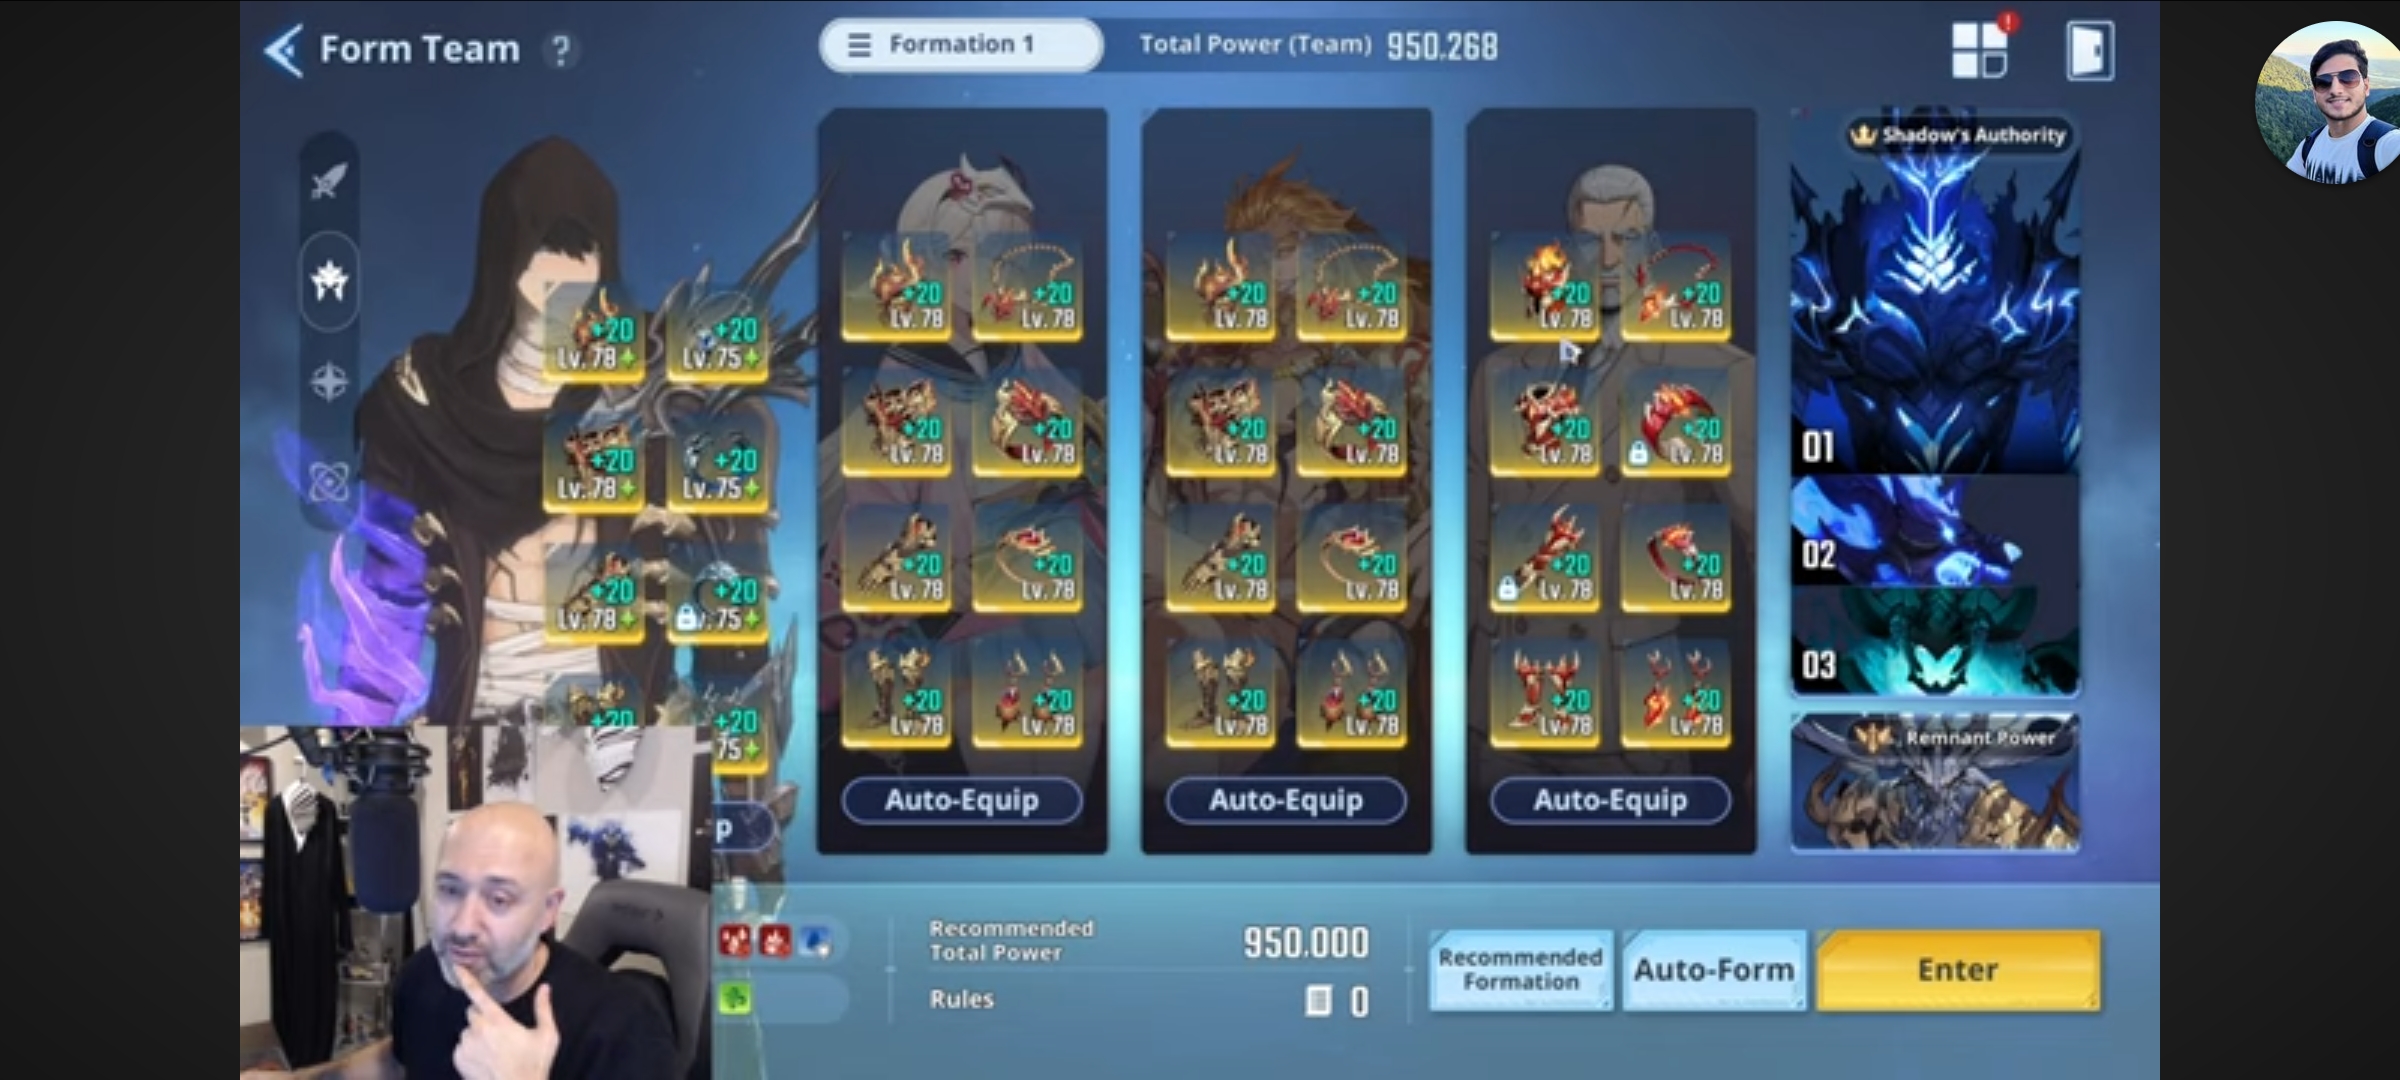 Form Team ?
Formation 1
Total Power (Team) 950.268
!
Shadow's Authority
+20 +20 +20 +20 +20 +20
Lv. 78 Lv. 78 Lv. 78 Lv. 78 Lv. 78 Lv. 78
+20 +20
Lv. 78+ Lv. 75+
+20 +20 +20 +20 +20 +20
Lv. 78 Lv. 78 Lv. 78 Lv. 78 Lv. 78 Lv. 78
01
+20 +20
Lv. 78+ Lv. 75+
+20 +20 +20 +20 +20 +20
Lv. 78 Lv. 78 Lv. 78 Lv. 78 Lv. 78 Lv. 78
02
+20 +20
Lv. 78+ 75+
03
+20 +20 +20 +20 +20 +20
Lv. 78 Lv. 78 Lv. 78 Lv. 78 Lv. 78 Lv. 78
+20 +20
75+
Remnant Power
Auto-Equip Auto-Equip Auto-Equip
p
Recommended
Total Power 950.000
Rules 0
Recommended
Formation
Auto-Form
Enter